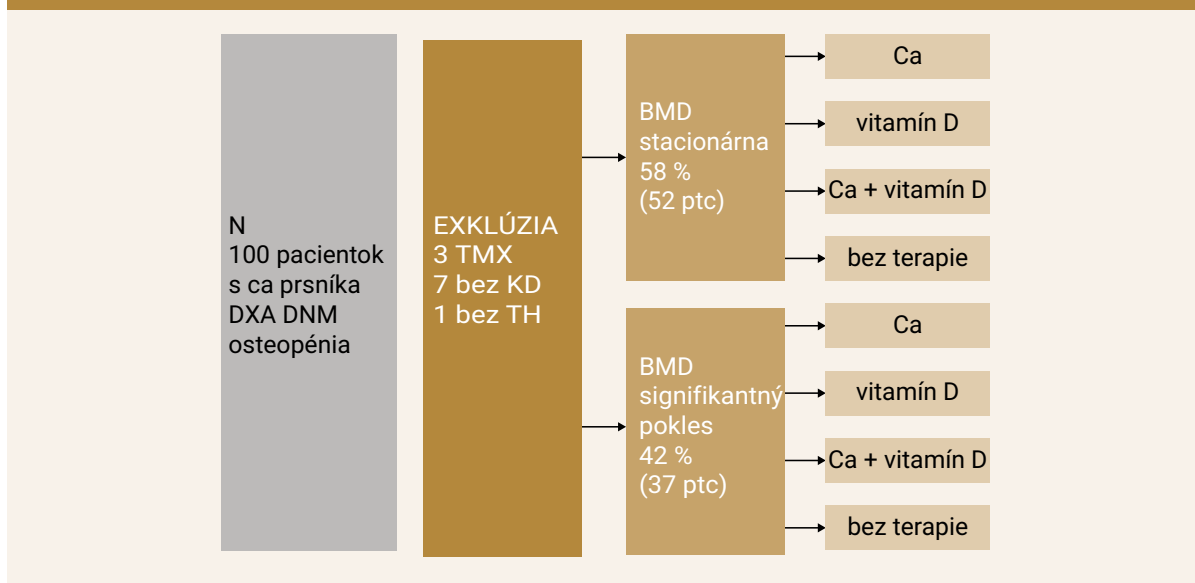 N
100 pacientok
s ca prsníka
DXA DNM
osteopénia
EXKLÚZIA
3 TMX
7 bez KD
1 bez TH
BMD
stacionárna
58 %
(52 ptc)
Ca
vitamín D
Ca + vitamín D
bez terapie
BMD
signifikantný
pokles
42 %
(37 ptc)
Ca
vitamín D
Ca + vitamín D
bez terapie